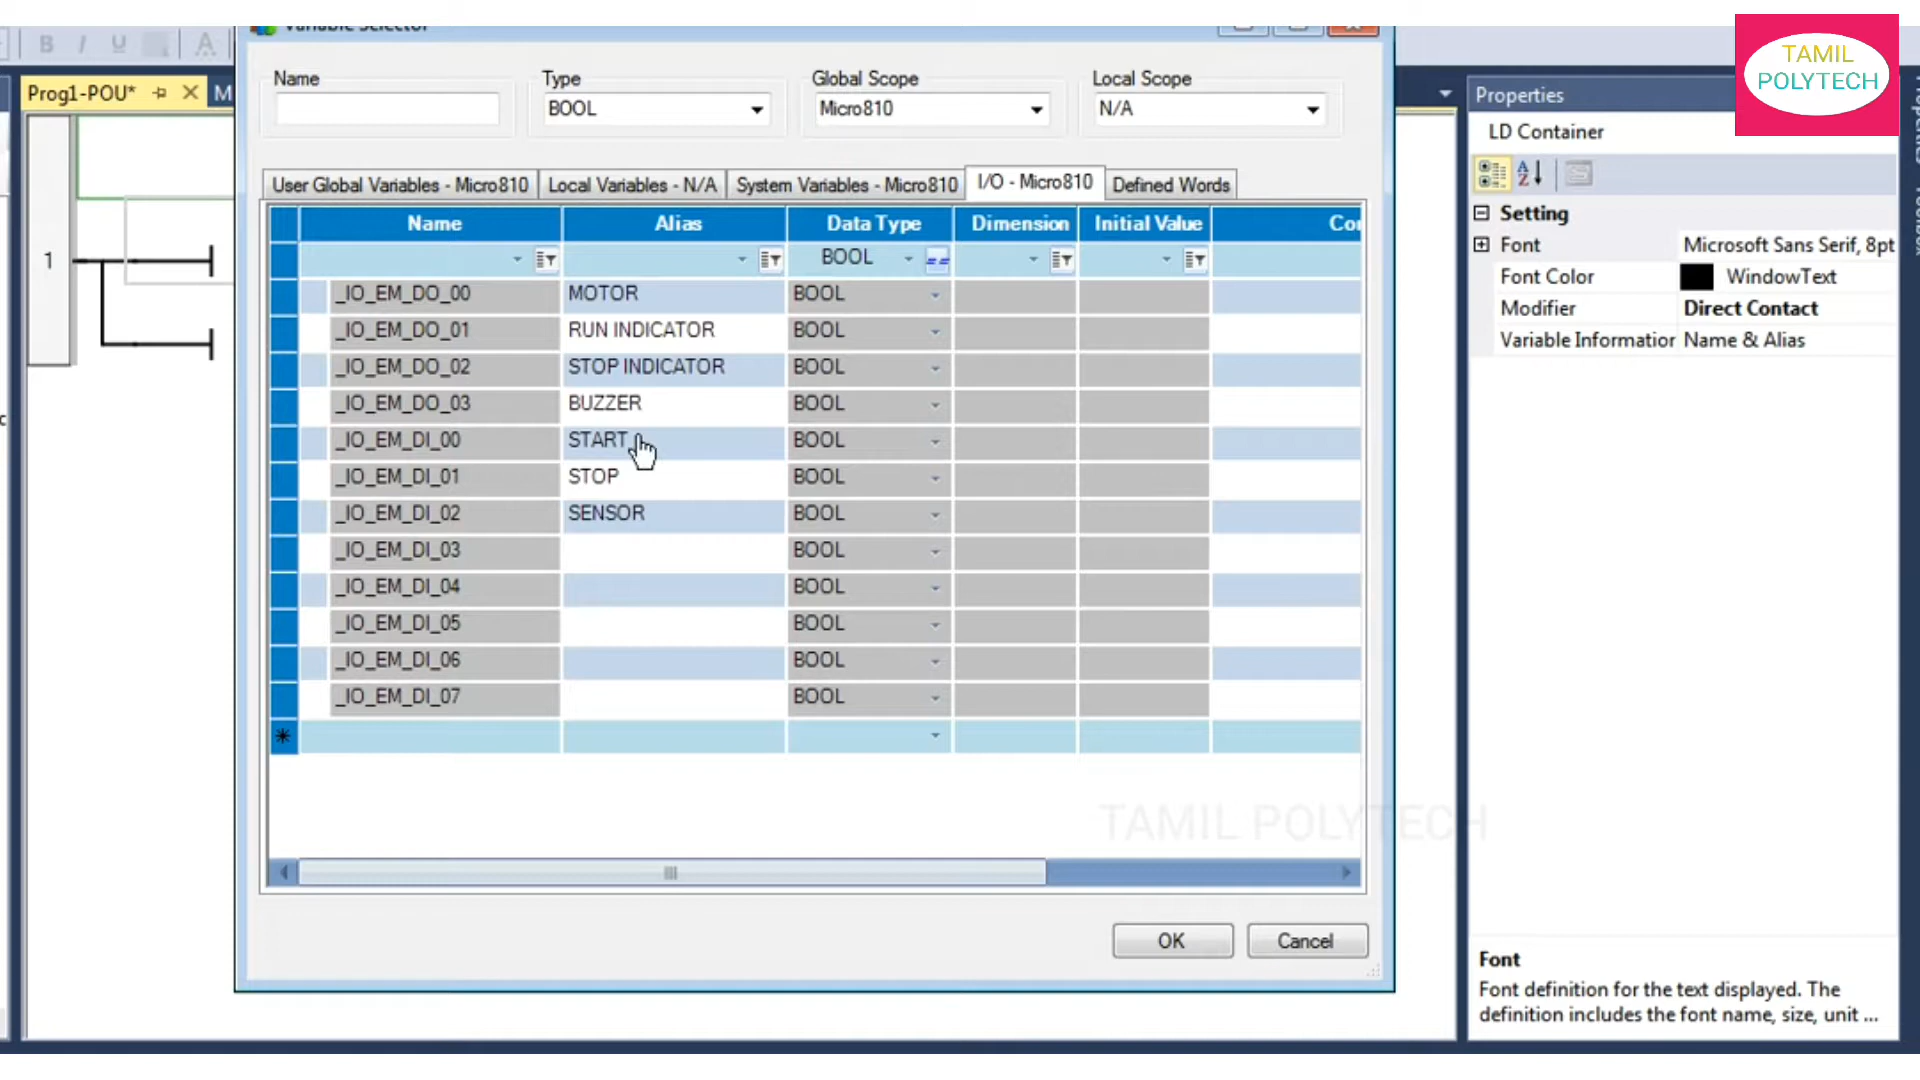 TAMIL
POLYTECH
Variable Selector
B I U A
Prog1-POU* M
Name Type Global Scope Local Scope
BOOL Micro810 N/A
User Global Variables - Micro810 Local Variables - N/A System Variables - Micro810 I/O - Micro810 Defined Words
Name Alias Data Type Dimension Initial Value Co
BOOL
_IO_EM_DO_00 MOTOR BOOL
_IO_EM_DO_01 RUN INDICATOR BOOL
_IO_EM_DO_02 STOP INDICATOR BOOL
_IO_EM_DO_03 BUZZER BOOL
_IO_EM_DI_00 START BOOL
_IO_EM_DI_01 STOP BOOL
_IO_EM_DI_02 SENSOR BOOL
_IO_EM_DI_03 BOOL
_IO_EM_DI_04 BOOL
_IO_EM_DI_05 BOOL
_IO_EM_DI_06 BOOL
_IO_EM_DI_07 BOOL
1
TAMIL POLYTECH
OK Cancel
Properties
LD Container
Setting
Font Microsoft Sans Serif, 8pt
Font Color WindowText
Modifier Direct Contact
Variable Information Name & Alias
Font
Font definition for the text displayed. The
definition includes the font name, size, unit ...